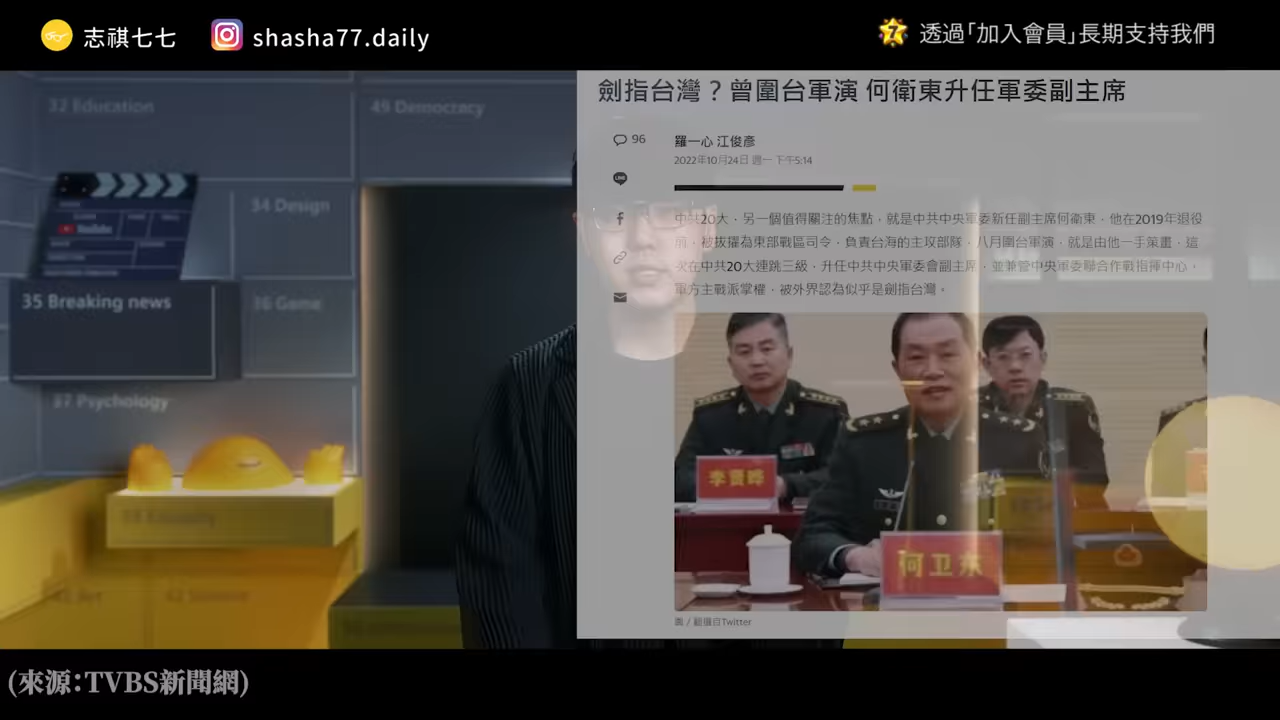 志祺七七
shasha77.daily
透過「加入會員」長期支持我們
32 Education
49 Democracy
34 Design
YouTube
35 Breaking news
36 Game
37 Psychology
劍指台灣？曾圍台軍演 何衛東升任軍委副主席
96
羅一心 江俊彥
2022年10月24日 週一 下午5:14
中共20大，另一個值得關注的焦點，就是中共中央軍委新任副主席何衛東，他在2019年退役
前，被拔擢為東部戰區司令，負責台海的主攻部隊，八月圍台軍演，就是由他一手策畫，這
次在中共20大連跳三級，升任中共中央軍委會副主席，並兼管中央軍委聯合作戰指揮中心，
軍方主戰派掌權，被外界認為似乎是劍指台灣。
何卫东
圖 / 翻攝自Twitter
(來源：TVBS新聞網)